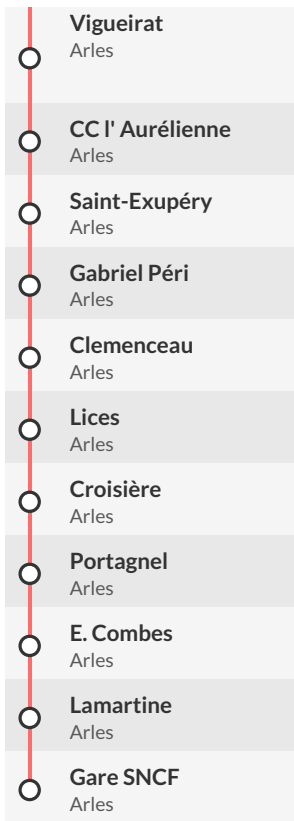 Vigueirat
Arles
CC l' Aurélienne
Arles
Saint-Exupéry
Arles
Gabriel Péri
Arles
Clemenceau
Arles
Lices
Arles
Croisière
Arles
Portagnel
Arles
E. Combes
Arles
Lamartine
Arles
Gare SNCF
Arles